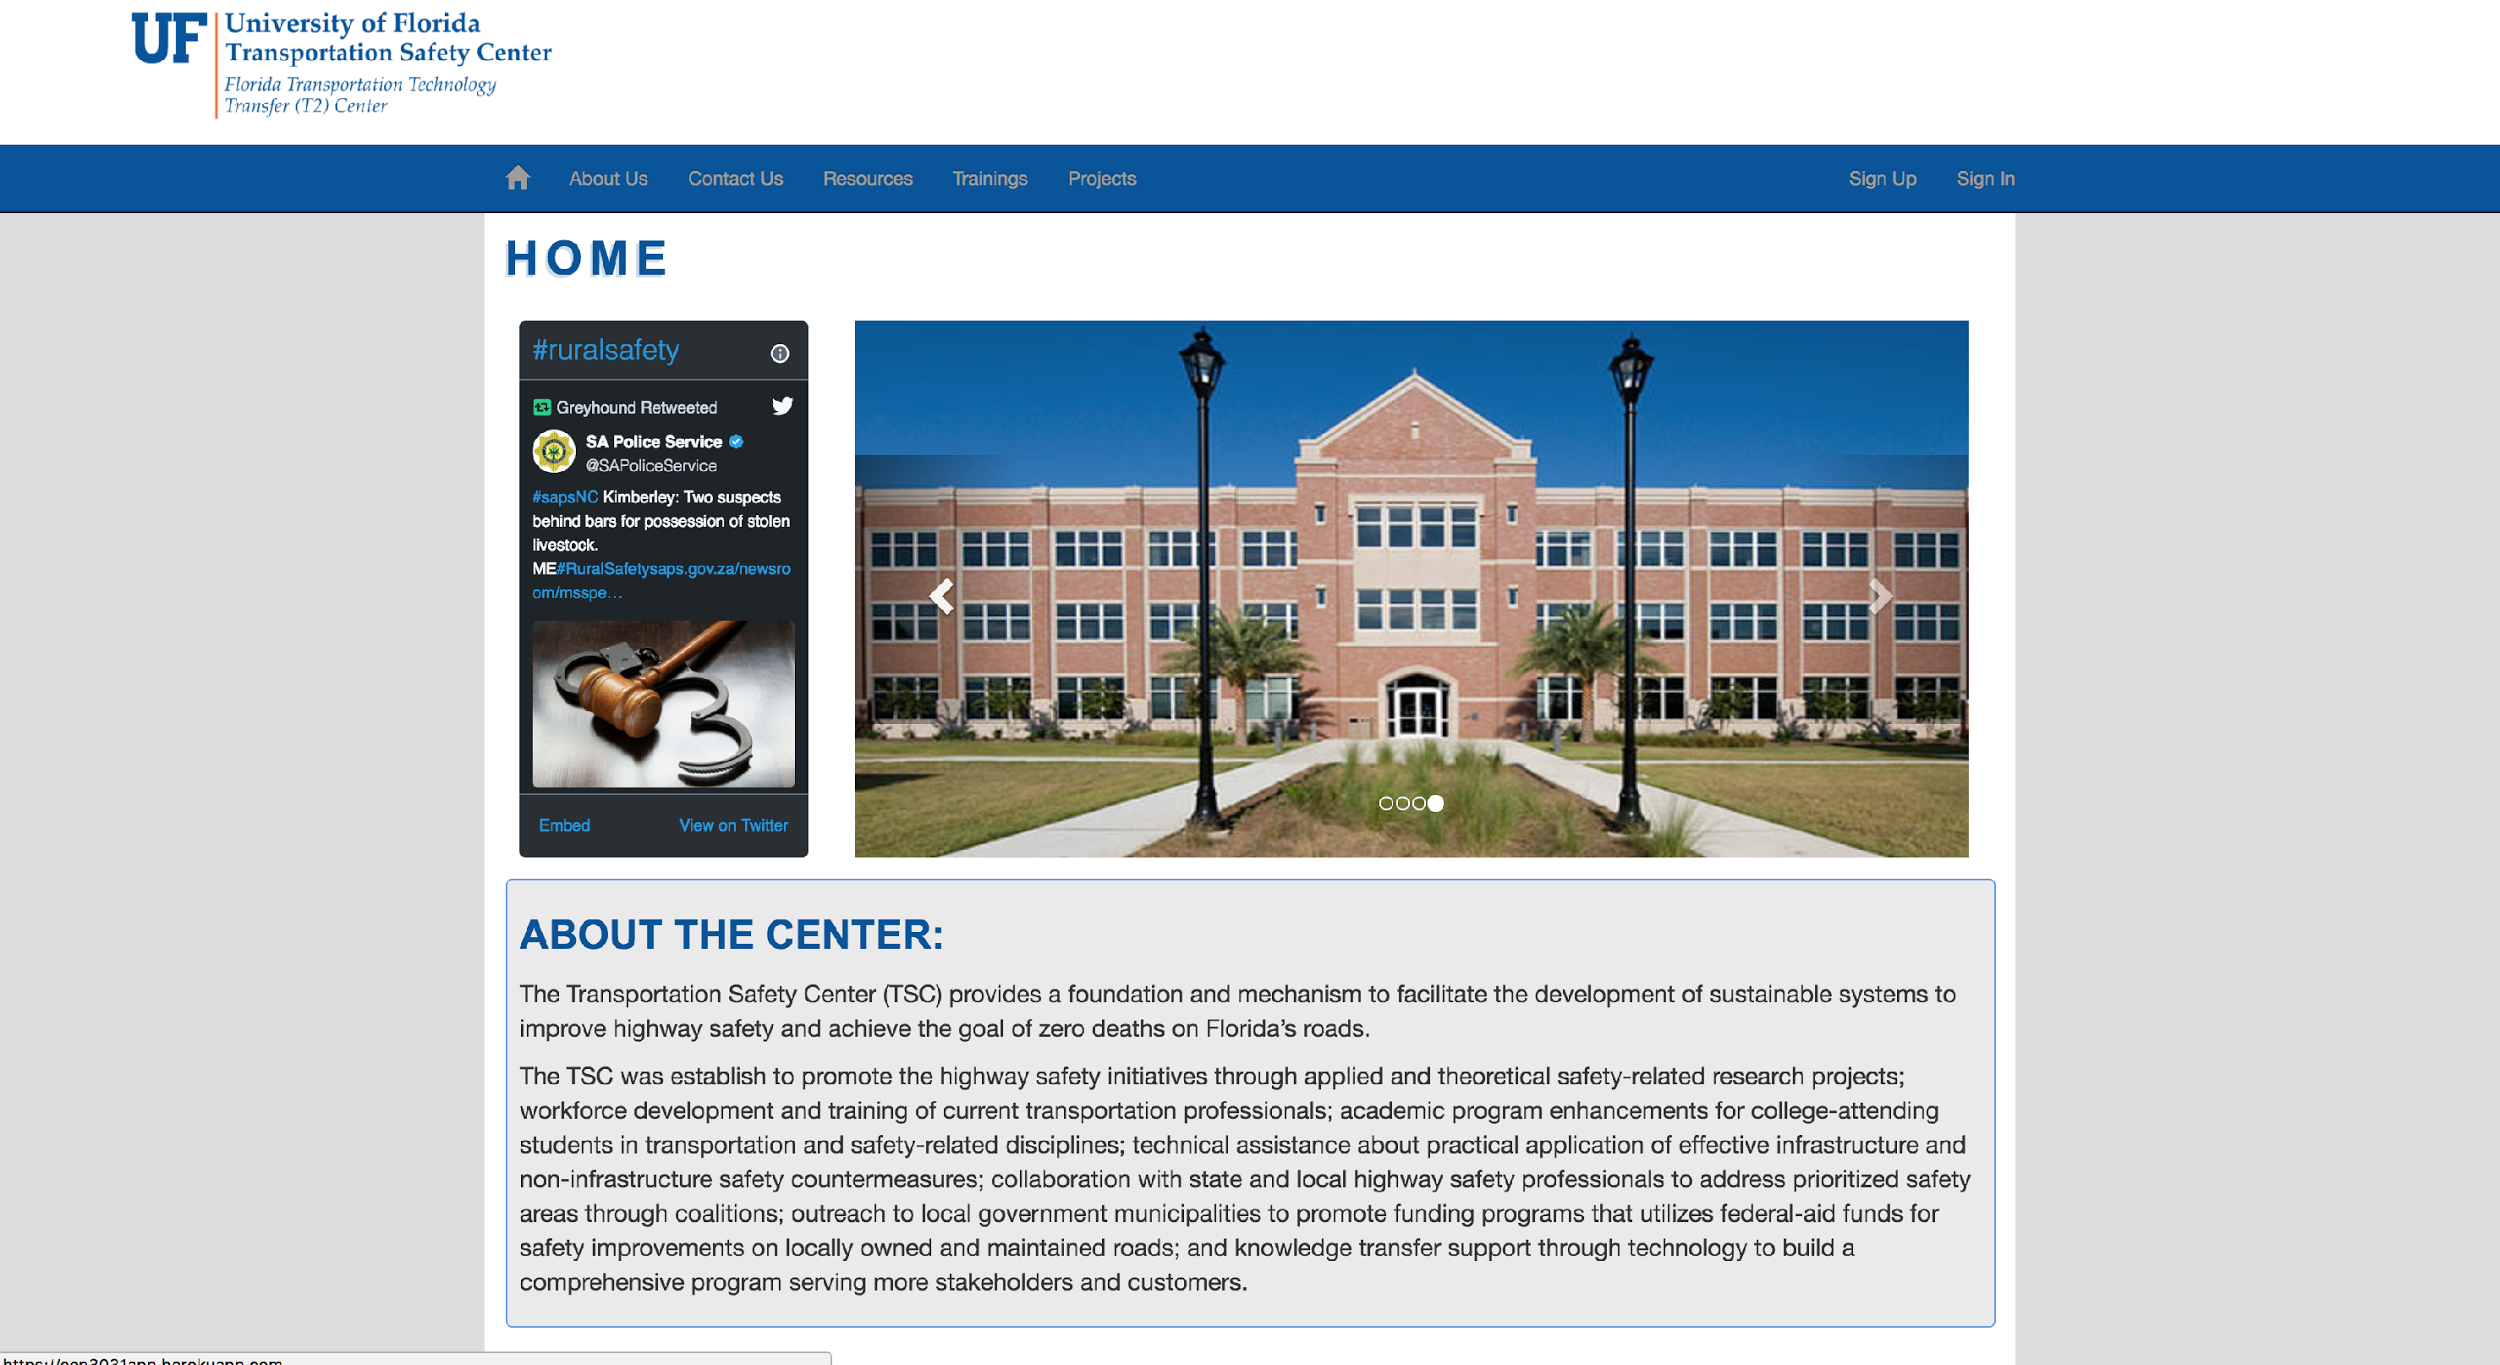 UF
University of Florida
Transportation Safety Center
Florida Transportation Technology
Transfer (T2) Center
About Us Contact Us Resources Trainings Projects Sign Up Sign In
HOME
#ruralsafety
Greyhound Retweeted
SA Police Service
@SAPoliceService
#sapsNC Kimberley: Two suspects
behind bars for possession of stolen
livestock.
ME#RuralSafetysaps.gov.za/newsro
om/msspe…
Embed View on Twitter
ABOUT THE CENTER:
The Transportation Safety Center (TSC) provides a foundation and mechanism to facilitate the development of sustainable systems to
improve highway safety and achieve the goal of zero deaths on Florida’s roads.
The TSC was establish to promote the highway safety initiatives through applied and theoretical safety-related research projects;
workforce development and training of current transportation professionals; academic program enhancements for college-attending
students in transportation and safety-related disciplines; technical assistance about practical application of effective infrastructure and
non-infrastructure safety countermeasures; collaboration with state and local highway safety professionals to address prioritized safety
areas through coalitions; outreach to local government municipalities to promote funding programs that utilizes federal-aid funds for
safety improvements on locally owned and maintained roads; and knowledge transfer support through technology to build a
comprehensive program serving more stakeholders and customers.